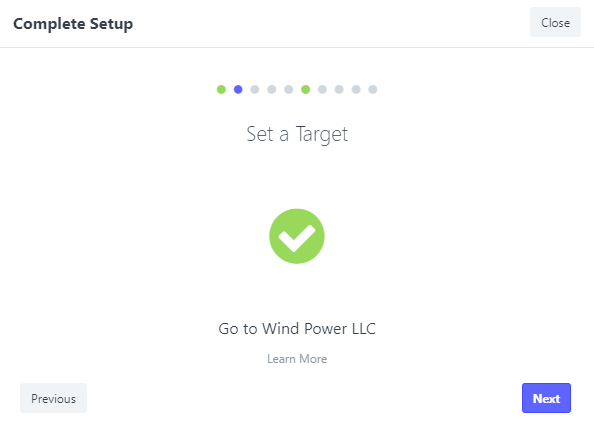 Complete Setup
Close
Set a Target
Go to Wind Power LLC
Learn More
Previous
Next